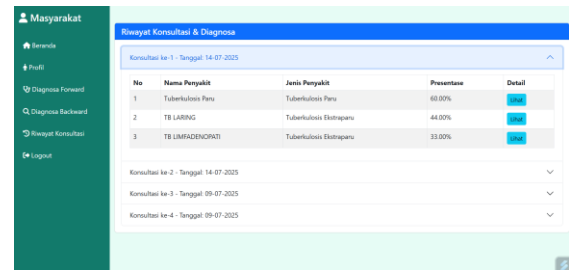 Masyarakat
Beranda
Profil
Diagnosa Forward
Diagnosa Backward
Riwayat Konsultasi
Logout
Riwayat Konsultasi & Diagnosa
Konsultasi ke-1 - Tanggal: 14-07-2025
No Nama Penyakit Jenis Penyakit Presentase Detail
1 Tuberkulosis Paru Tuberkulosis Paru 60.00% Lihat
2 TB LARING Tuberkulosis Ekstraparu 44.00% Lihat
3 TB LIMFADENOPATI Tuberkulosis Ekstraparu 33.00% Lihat
Konsultasi ke-2 - Tanggal: 14-07-2025
Konsultasi ke-3 - Tanggal: 09-07-2025
Konsultasi ke-4 - Tanggal: 09-07-2025